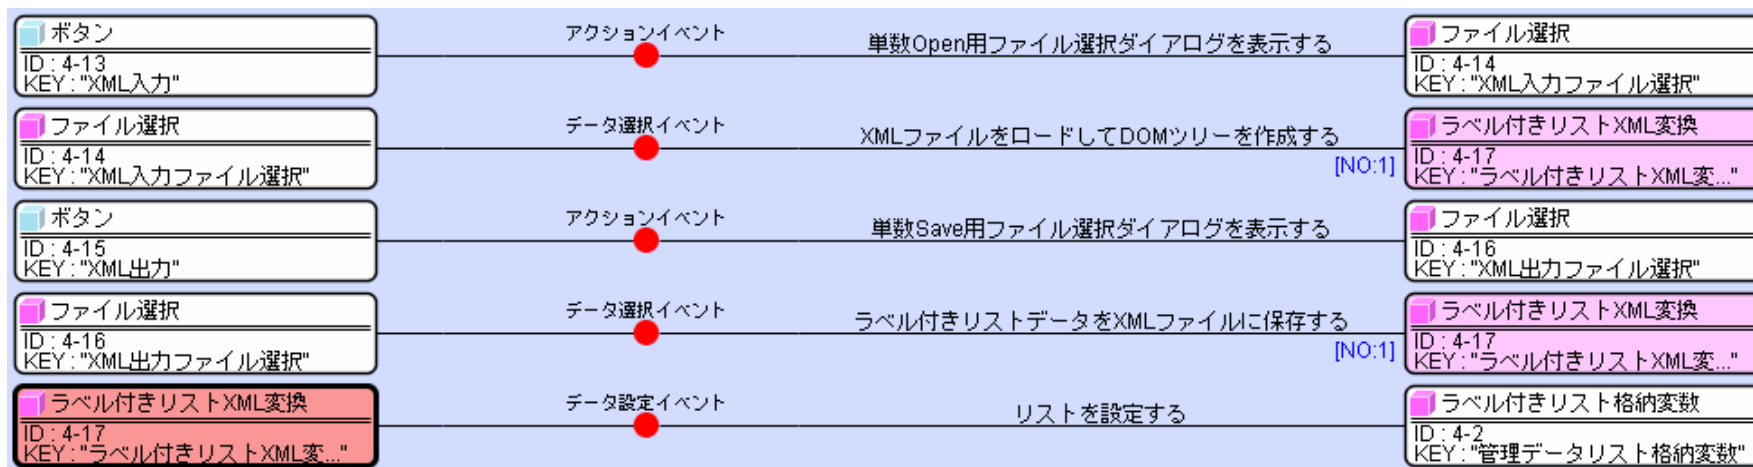 ボタン
ID : 4-13
KEY : "XML入力"
アクションイベント
単数Open用ファイル選択ダイアログを表示する
ファイル選択
ID : 4-14
KEY : "XML入力ファイル選択"
ファイル選択
ID : 4-14
KEY : "XML入力ファイル選択"
データ選択イベント
XMLファイルをロードしてDOMツリーを作成する
[NO:1]
ラベル付きリストXML変換
ID : 4-17
KEY : "ラベル付きリストXML変..."
ボタン
ID : 4-15
KEY : "XML出力"
アクションイベント
単数Save用ファイル選択ダイアログを表示する
ファイル選択
ID : 4-16
KEY : "XML出力ファイル選択"
ファイル選択
ID : 4-16
KEY : "XML出力ファイル選択"
データ選択イベント
ラベル付きリストデータをXMLファイルに保存する
[NO:1]
ラベル付きリストXML変換
ID : 4-17
KEY : "ラベル付きリストXML変..."
ラベル付きリストXML変換
ID : 4-17
KEY : "ラベル付きリストXML変..."
データ設定イベント
リストを設定する
ラベル付きリスト格納変数
ID : 4-2
KEY : "管理データリスト格納変数"